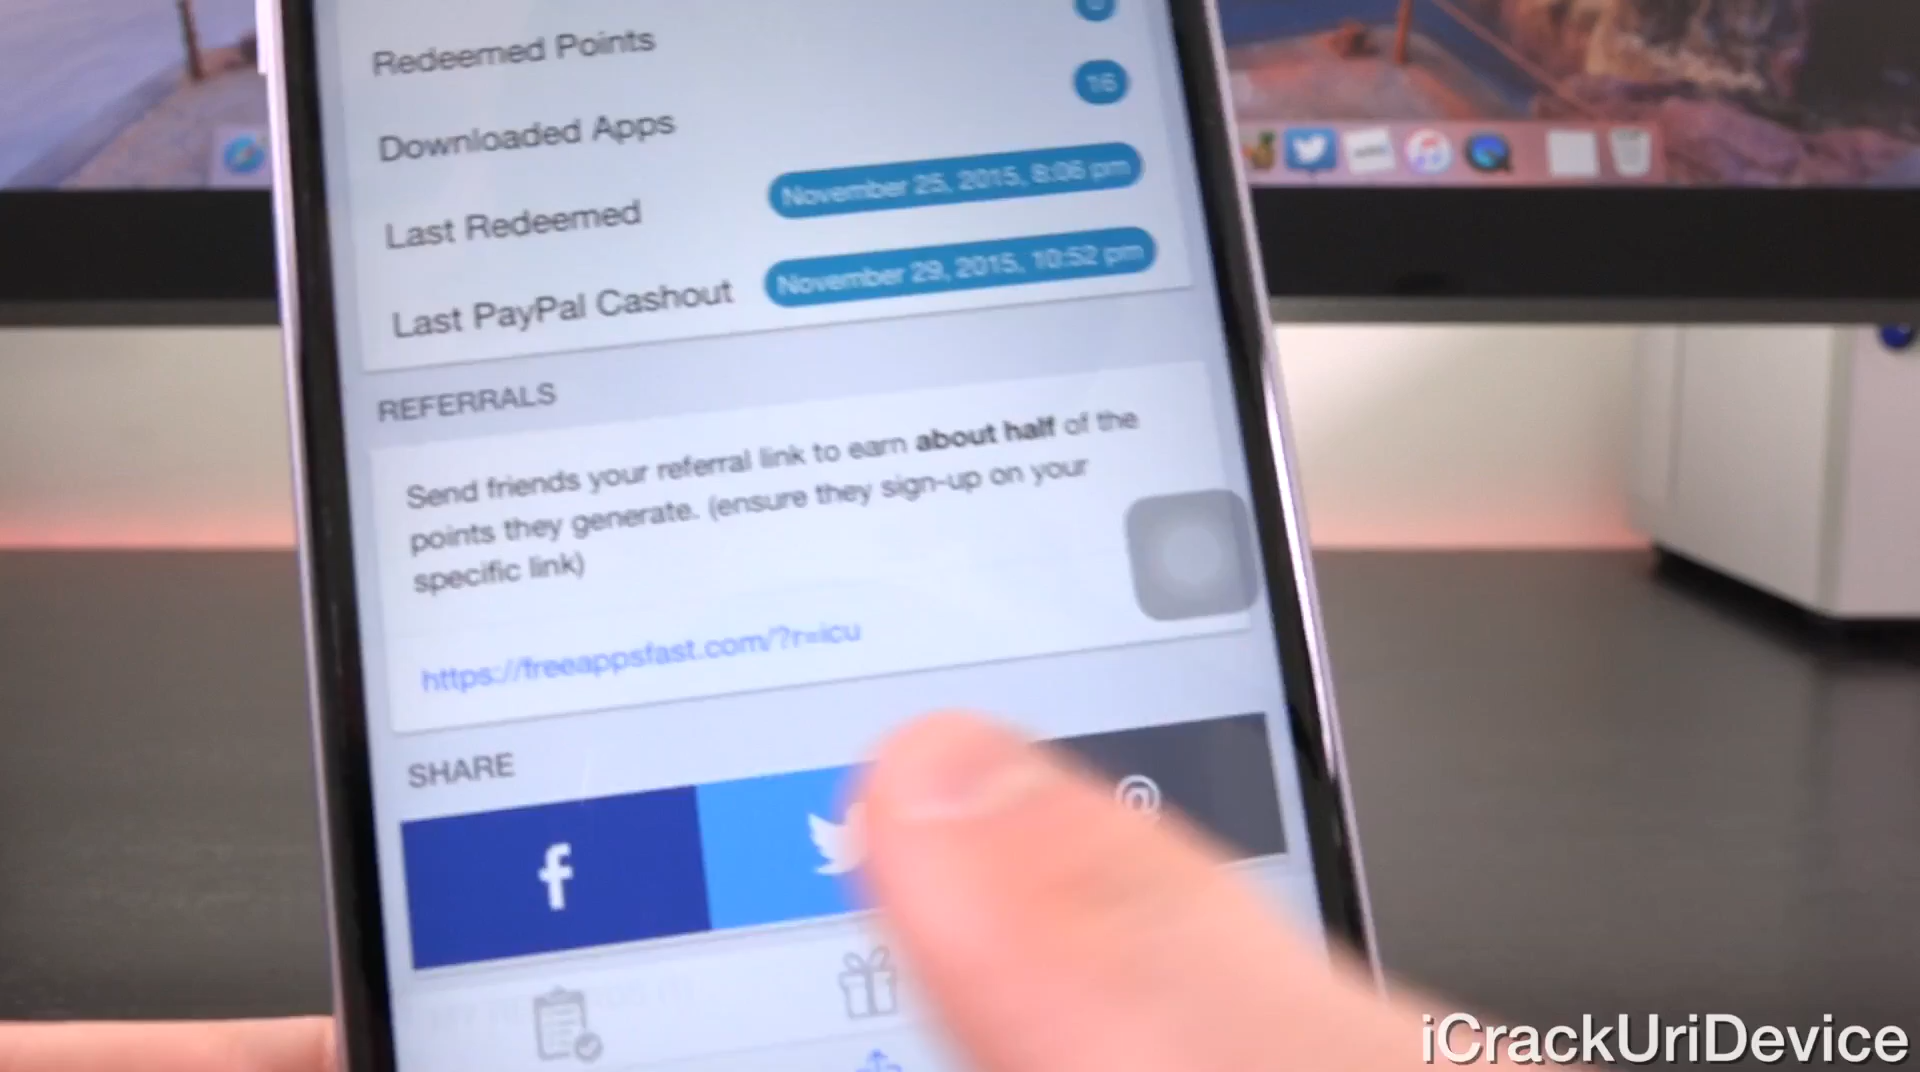 Redeemed Points
16
Downloaded Apps
Last Redeemed
November 25, 2015, 8:06 pm
Last PayPal Cashout
November 29, 2015, 10:52 pm
REFERRALS
Send friends your referral link to earn about half of the
points they generate. (ensure they sign-up on your
specific link)
https://freeappsfast.com/?r=icu
SHARE
f
@
iCrackUriDevice